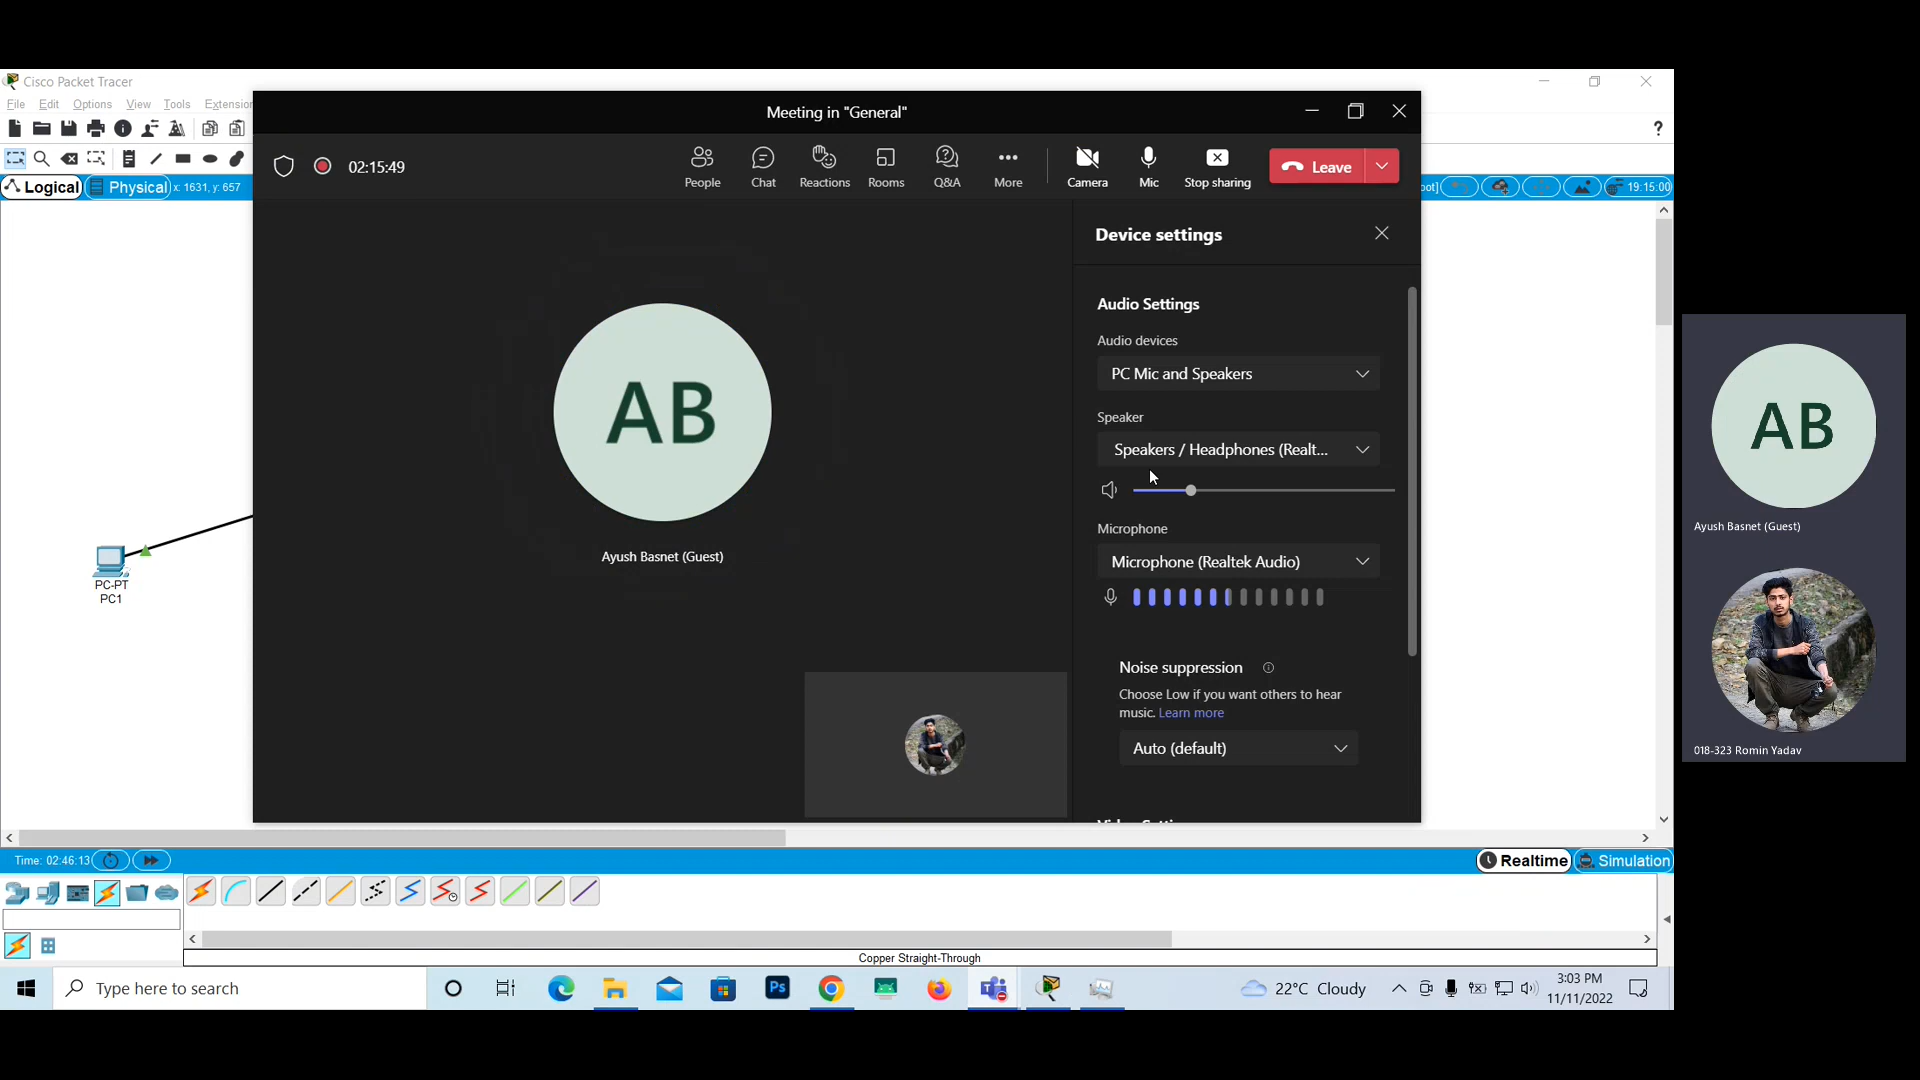 Cisco Packet Tracer
File Edit Options View Tools Extension
?
Logical Physical x: 1631, y: 657
oot] 19:15:00
Meeting in "General"
02:15:49
People Chat Reactions Rooms Q&A More Camera Mic Stop sharing Leave
Device settings
Audio Settings
Audio devices
PC Mic and Speakers
Speaker
Speakers / Headphones (Realt...
Microphone
Microphone (Realtek Audio)
Noise suppression
Choose Low if you want others to hear
music. Learn more
Auto (default)
AB
Ayush Basnet (Guest)
PC-PT
PC1
AB
Ayush Basnet (Guest)
018-323 Romin Yadav
Time: 02:46:13
Realtime Simulation
Copper Straight-Through
Type here to search
Ps
22°C Cloudy
3:03 PM
11/11/2022